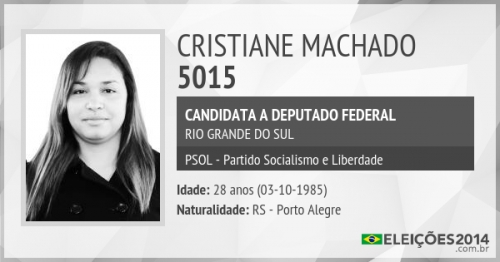 CRISTIANE MACHADO
5015
CANDIDATA A DEPUTADO FEDERAL
RIO GRANDE DO SUL
PSOL - Partido Socialismo e Liberdade
Idade: 28 anos (03-10-1985)
Naturalidade: RS - Porto Alegre
ELEIÇÕES2014
.com.br